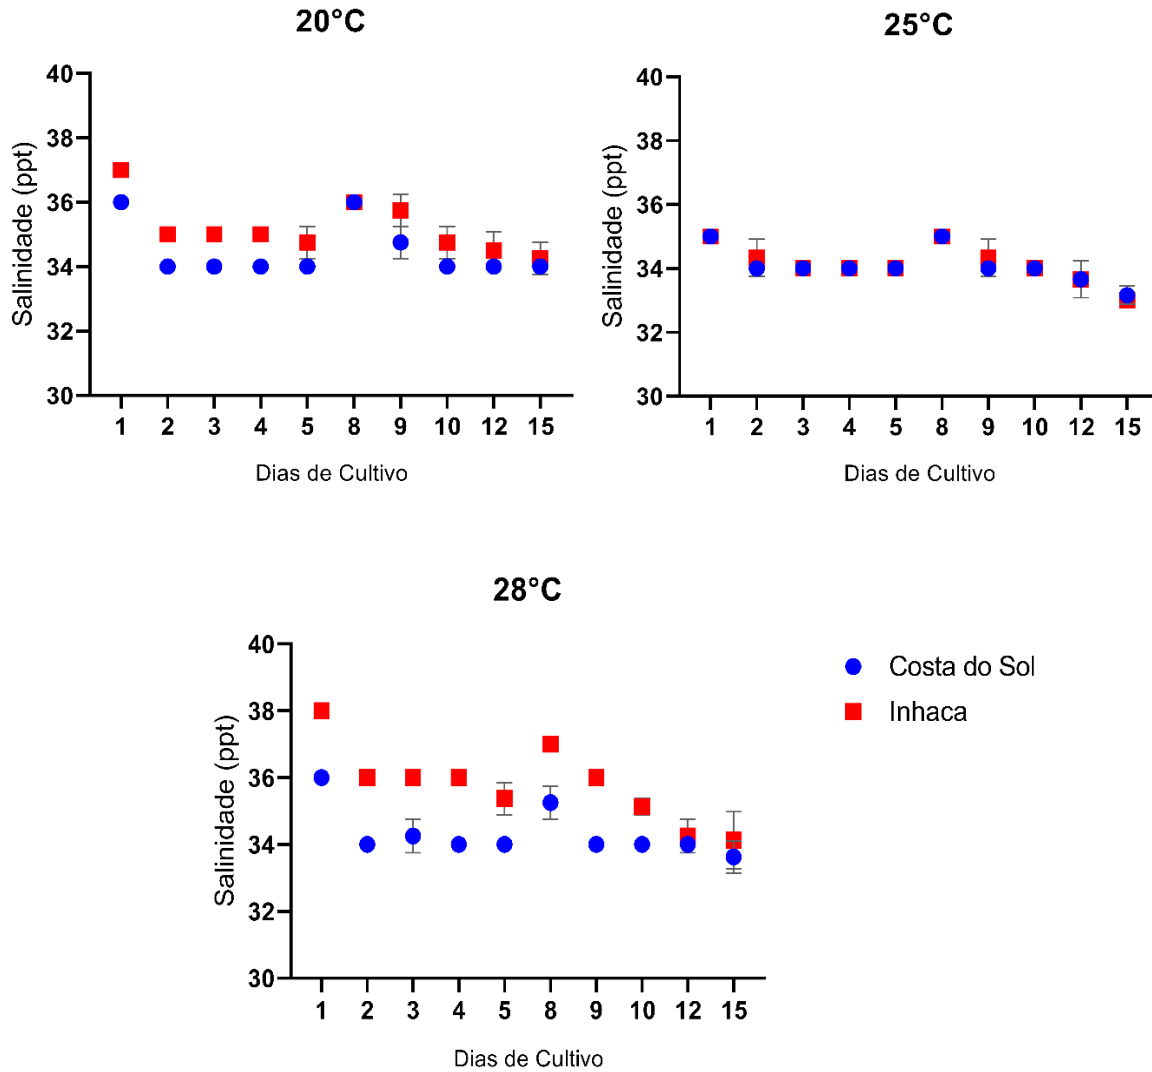 20°C
40
38
36
34
32
30
Salinidade (ppt)
1 2 3 4 5 8 9 10 12 15
Dias de Cultivo
25°C
40
38
36
34
32
30
Salinidade (ppt)
1 2 3 4 5 8 9 10 12 15
Dias de Cultivo
28°C
40
38
36
34
32
30
Salinidade (ppt)
1 2 3 4 5 8 9 10 12 15
Dias de Cultivo
Costa do Sol
Inhaca